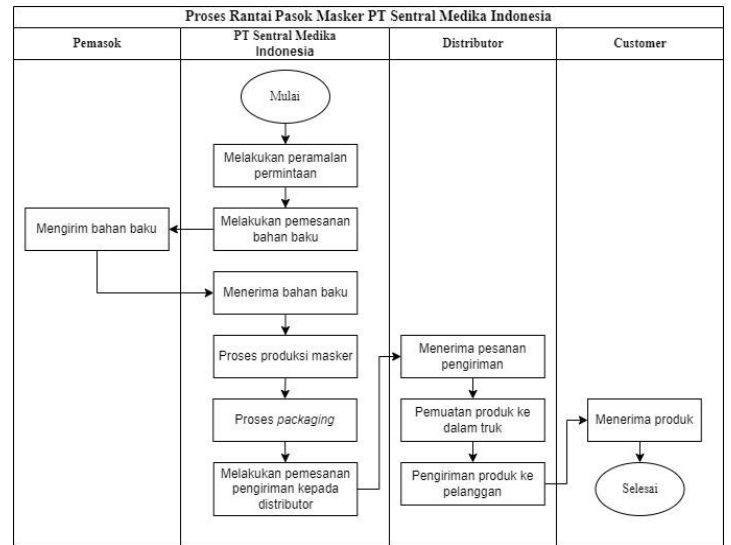 Proses Rantai Pasok Masker PT Sentral Medika Indonesia
Pemasok
PT Sentral Medika
Indonesia
Distributor
Customer
Mulai
Melakukan peramalan
permintaan
Melakukan pemesanan
bahan baku
Mengirim bahan baku
Menerima bahan baku
Proses produksi masker
Proses packaging
Melakukan pemesanan
pengiriman kepada
distributor
Menerima pesanan
pengiriman
Pemuatan produk ke
dalam truk
Pengiriman produk ke
pelanggan
Menerima produk
Selesai